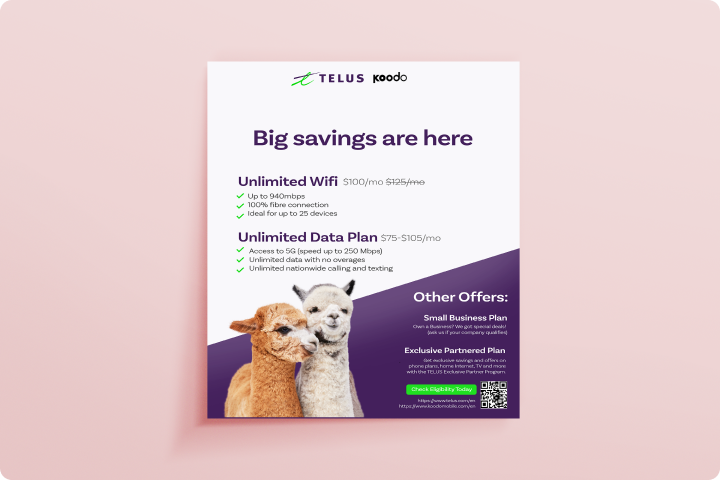 TELUS koodo
Big savings are here
Unlimited Wifi $100/mo $125/mo
Up to 940mbps
100% fibre connection
Ideal for up to 25 devices
Unlimited Data Plan $75-$105/mo
Access to 5G (speed up to 250 Mbps)
Unlimited data with no overages
Unlimited nationwide calling and texting
Other Offers:
Small Business Plan
Own a Business? We got special deals!
(ask us if your company qualifies)
Exclusive Partnered Plan
Get exclusive savings and offers on
phone plans, home Internet, TV and more
with the TELUS Exclusive Partner Program.
Check Eligibility Today
https://www.telus.com/en
https://www.koodomobile.com/en